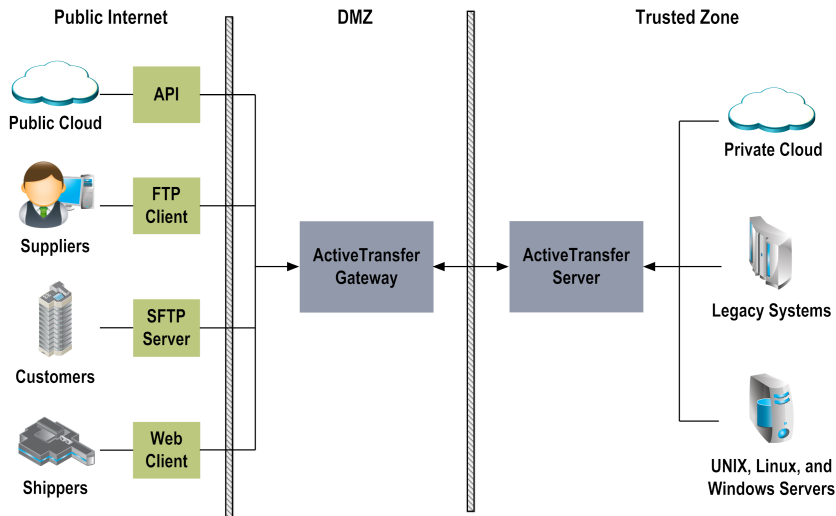 Public Internet
DMZ
Trusted Zone
API
Public Cloud
Private Cloud
FTP
Client
Suppliers
ActiveTransfer
Gateway
ActiveTransfer
Server
Legacy Systems
SFTP
Server
Customers
Web
Client
Shippers
UNIX, Linux, and
Windows Servers